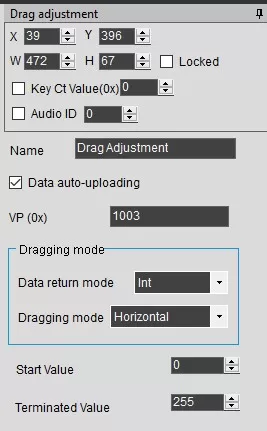 Drag adjustment
X 39 Y 396
W 472 H 67 Locked
Key Ct Value(0x) 0
Audio ID 0
Name Drag Adjustment
Data auto-uploading
VP (0x) 1003
Dragging mode
Data return mode Int
Dragging mode Horizontal
Start Value 0
Terminated Value 255